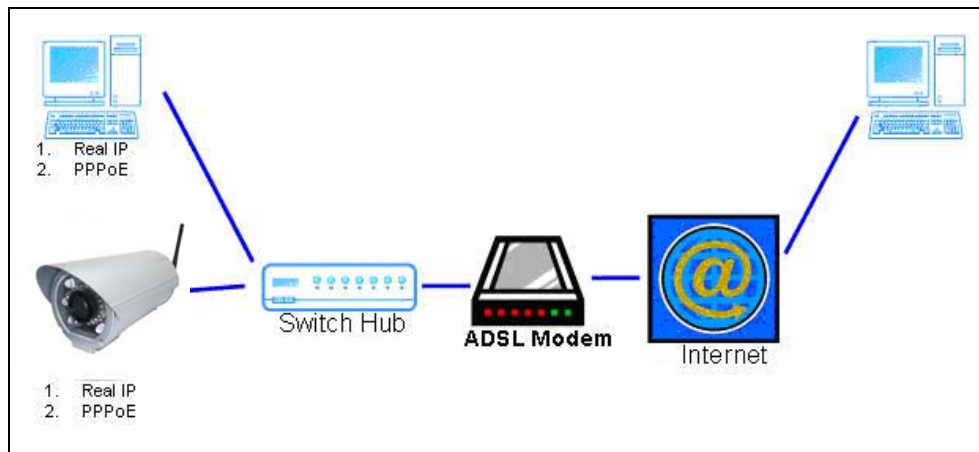 1. Real IP
2. PPPoE
Switch Hub
ADSL Modem
Internet
1. Real IP
2. PPPoE